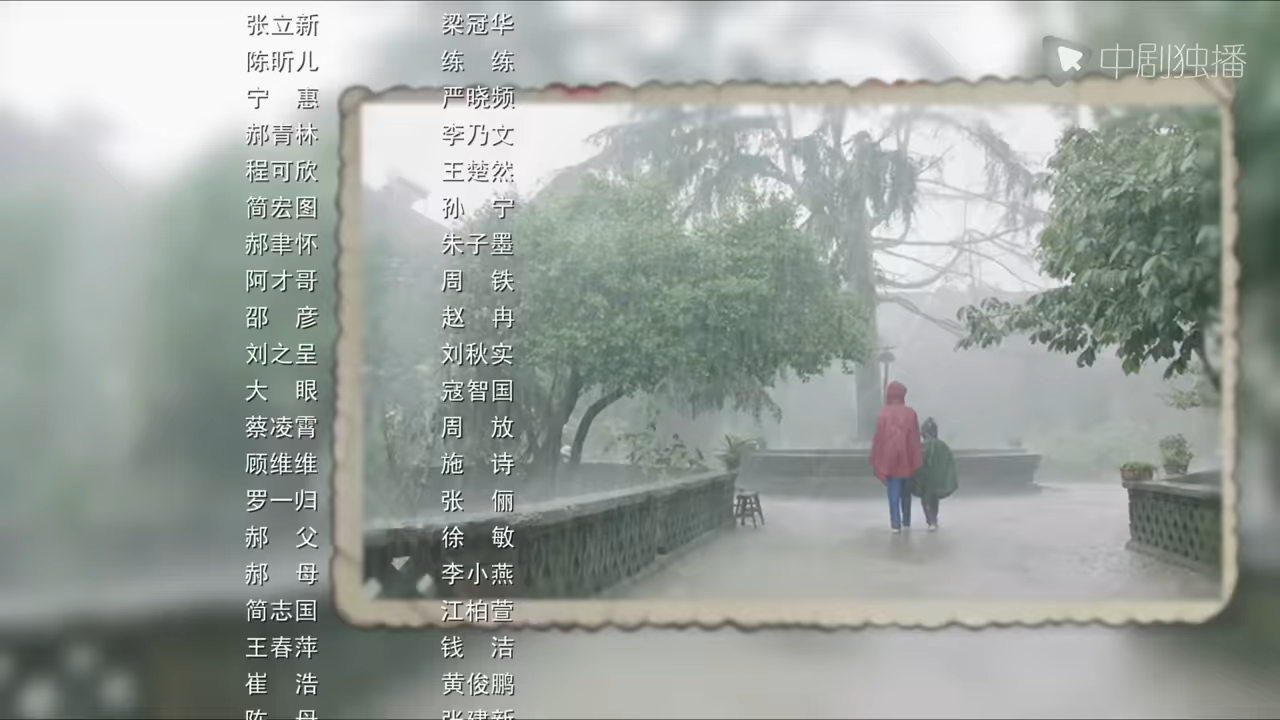 张立新 梁冠华
中剧独播
陈昕儿 练 练
宁 惠 严晓频
郝青林 李乃文
程可欣 王楚然
简宏图 孙 宁
郝聿怀 朱子墨
阿才哥 周 铁
邵 彦 赵 冉
刘之呈 刘秋实
大 眼 寇智国
蔡凌霄 周 放
顾维维 施 诗
罗一归 张 俪
郝 父 徐 敏
郝 母 李小燕
简志国 江柏萱
王春萍 钱 洁
崔 浩 黄俊鹏
陈 母 张建新